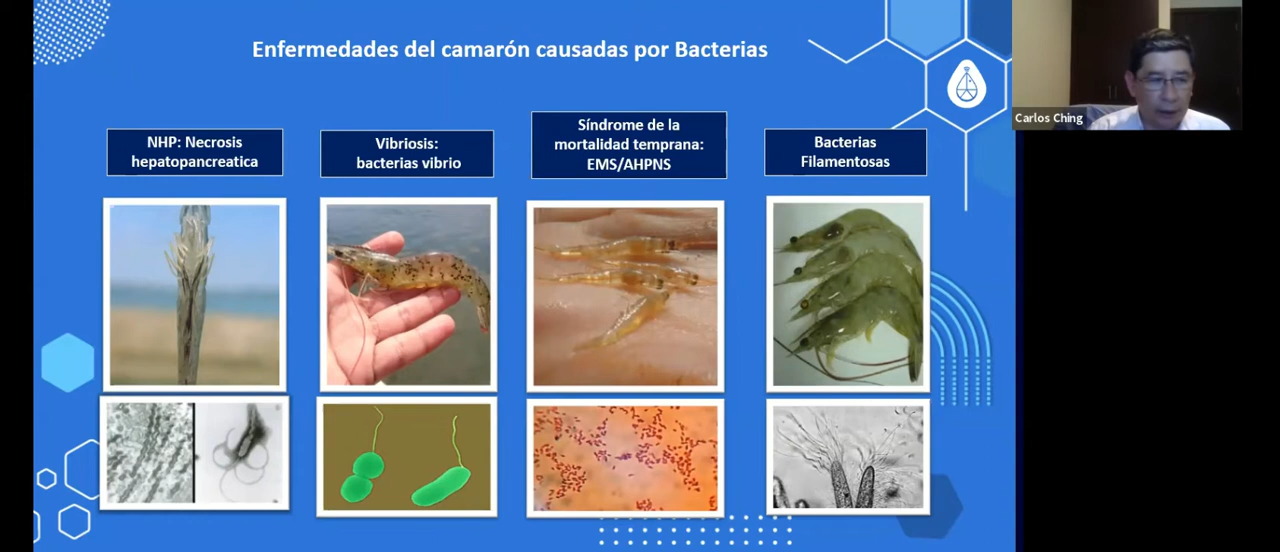 Enfermedades del camarón causadas por Bacterias
NHP: Necrosis
hepatopancreatica
Vibriosis:
bacterias vibrio
Síndrome de la
mortalidad temprana:
EMS/AHPNS
Bacterias
Filamentosas
Carlos Ching